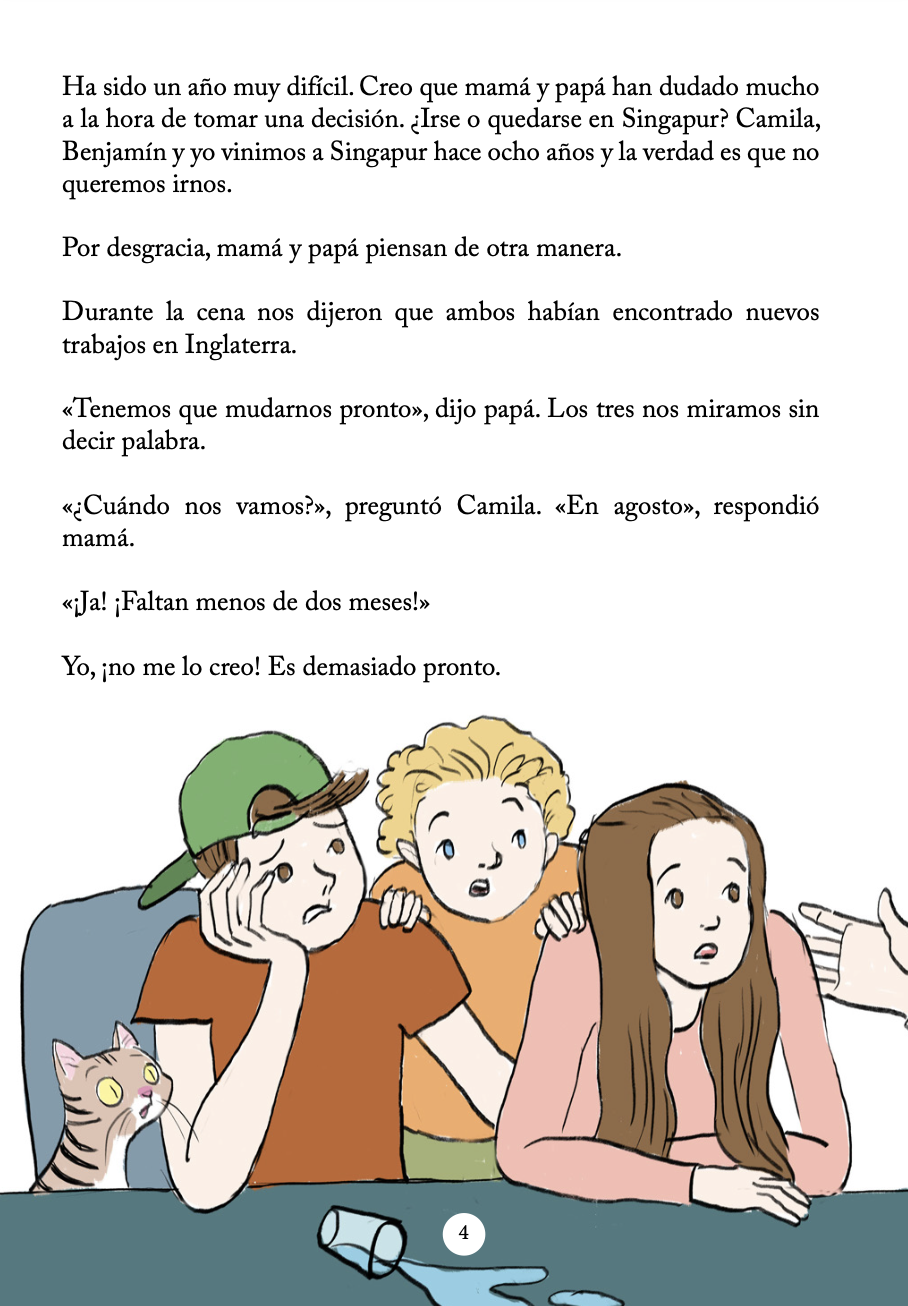 Ha sido un año muy difícil. Creo que mamá y papá han dudado mucho
a la hora de tomar una decisión. ¿Irse o quedarse en Singapur? Camila,
Benjamín y yo vinimos a Singapur hace ocho años y la verdad es que no
queremos irnos.
Por desgracia, mamá y papá piensan de otra manera.
Durante la cena nos dijeron que ambos habían encontrado nuevos
trabajos en Inglaterra.
«Tenemos que mudarnos pronto», dijo papá. Los tres nos miramos sin
decir palabra.
«¿Cuándo nos vamos?», preguntó Camila. «En agosto», respondió
mamá.
«¡Ja! ¡Faltan menos de dos meses!»
Yo, ¡no me lo creo! Es demasiado pronto.
4